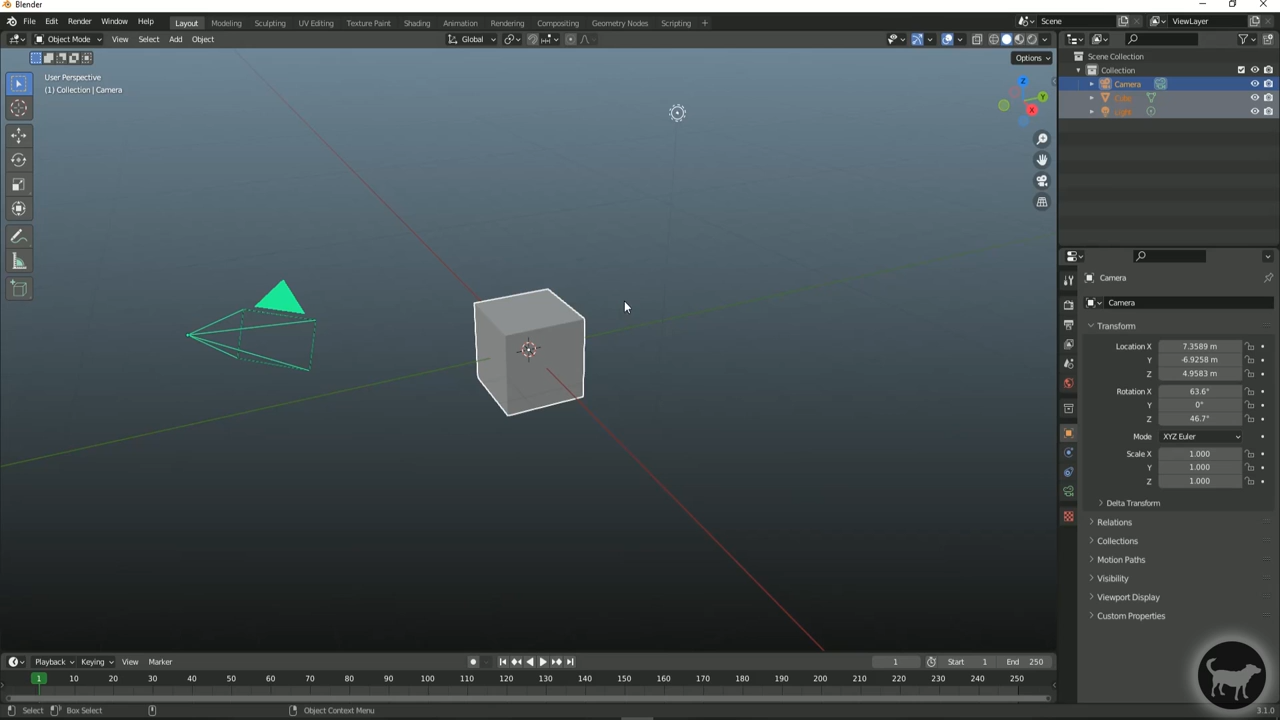 Blender
File Edit Render Window Help Layout Modeling Sculpting UV Editing Texture Paint Shading Animation Rendering Compositing Geometry Nodes Scripting + Scene ViewLayer
Object Mode View Select Add Object Global
Options
User Perspective
(1) Collection | Camera
Z
Y
X
Scene Collection
Collection
Camera
Cube
Light
Camera
Camera
Transform
Location X 7.3589 m
Y -6.9258 m
Z 4.9583 m
Rotation X 63.6°
Y 0°
Z 46.7°
Mode XYZ Euler
Scale X 1.000
Y 1.000
Z 1.000
Delta Transform
Relations
Collections
Motion Paths
Visibility
Viewport Display
Custom Properties
Playback Keying View Marker 1 Start 1 End 250
1 10 20 30 40 50 60 70 80 90 100 110 120 130 140 150 160 170 180 190 200 210 220 230 240 250
Select Box Select Object Context Menu 3.1.0